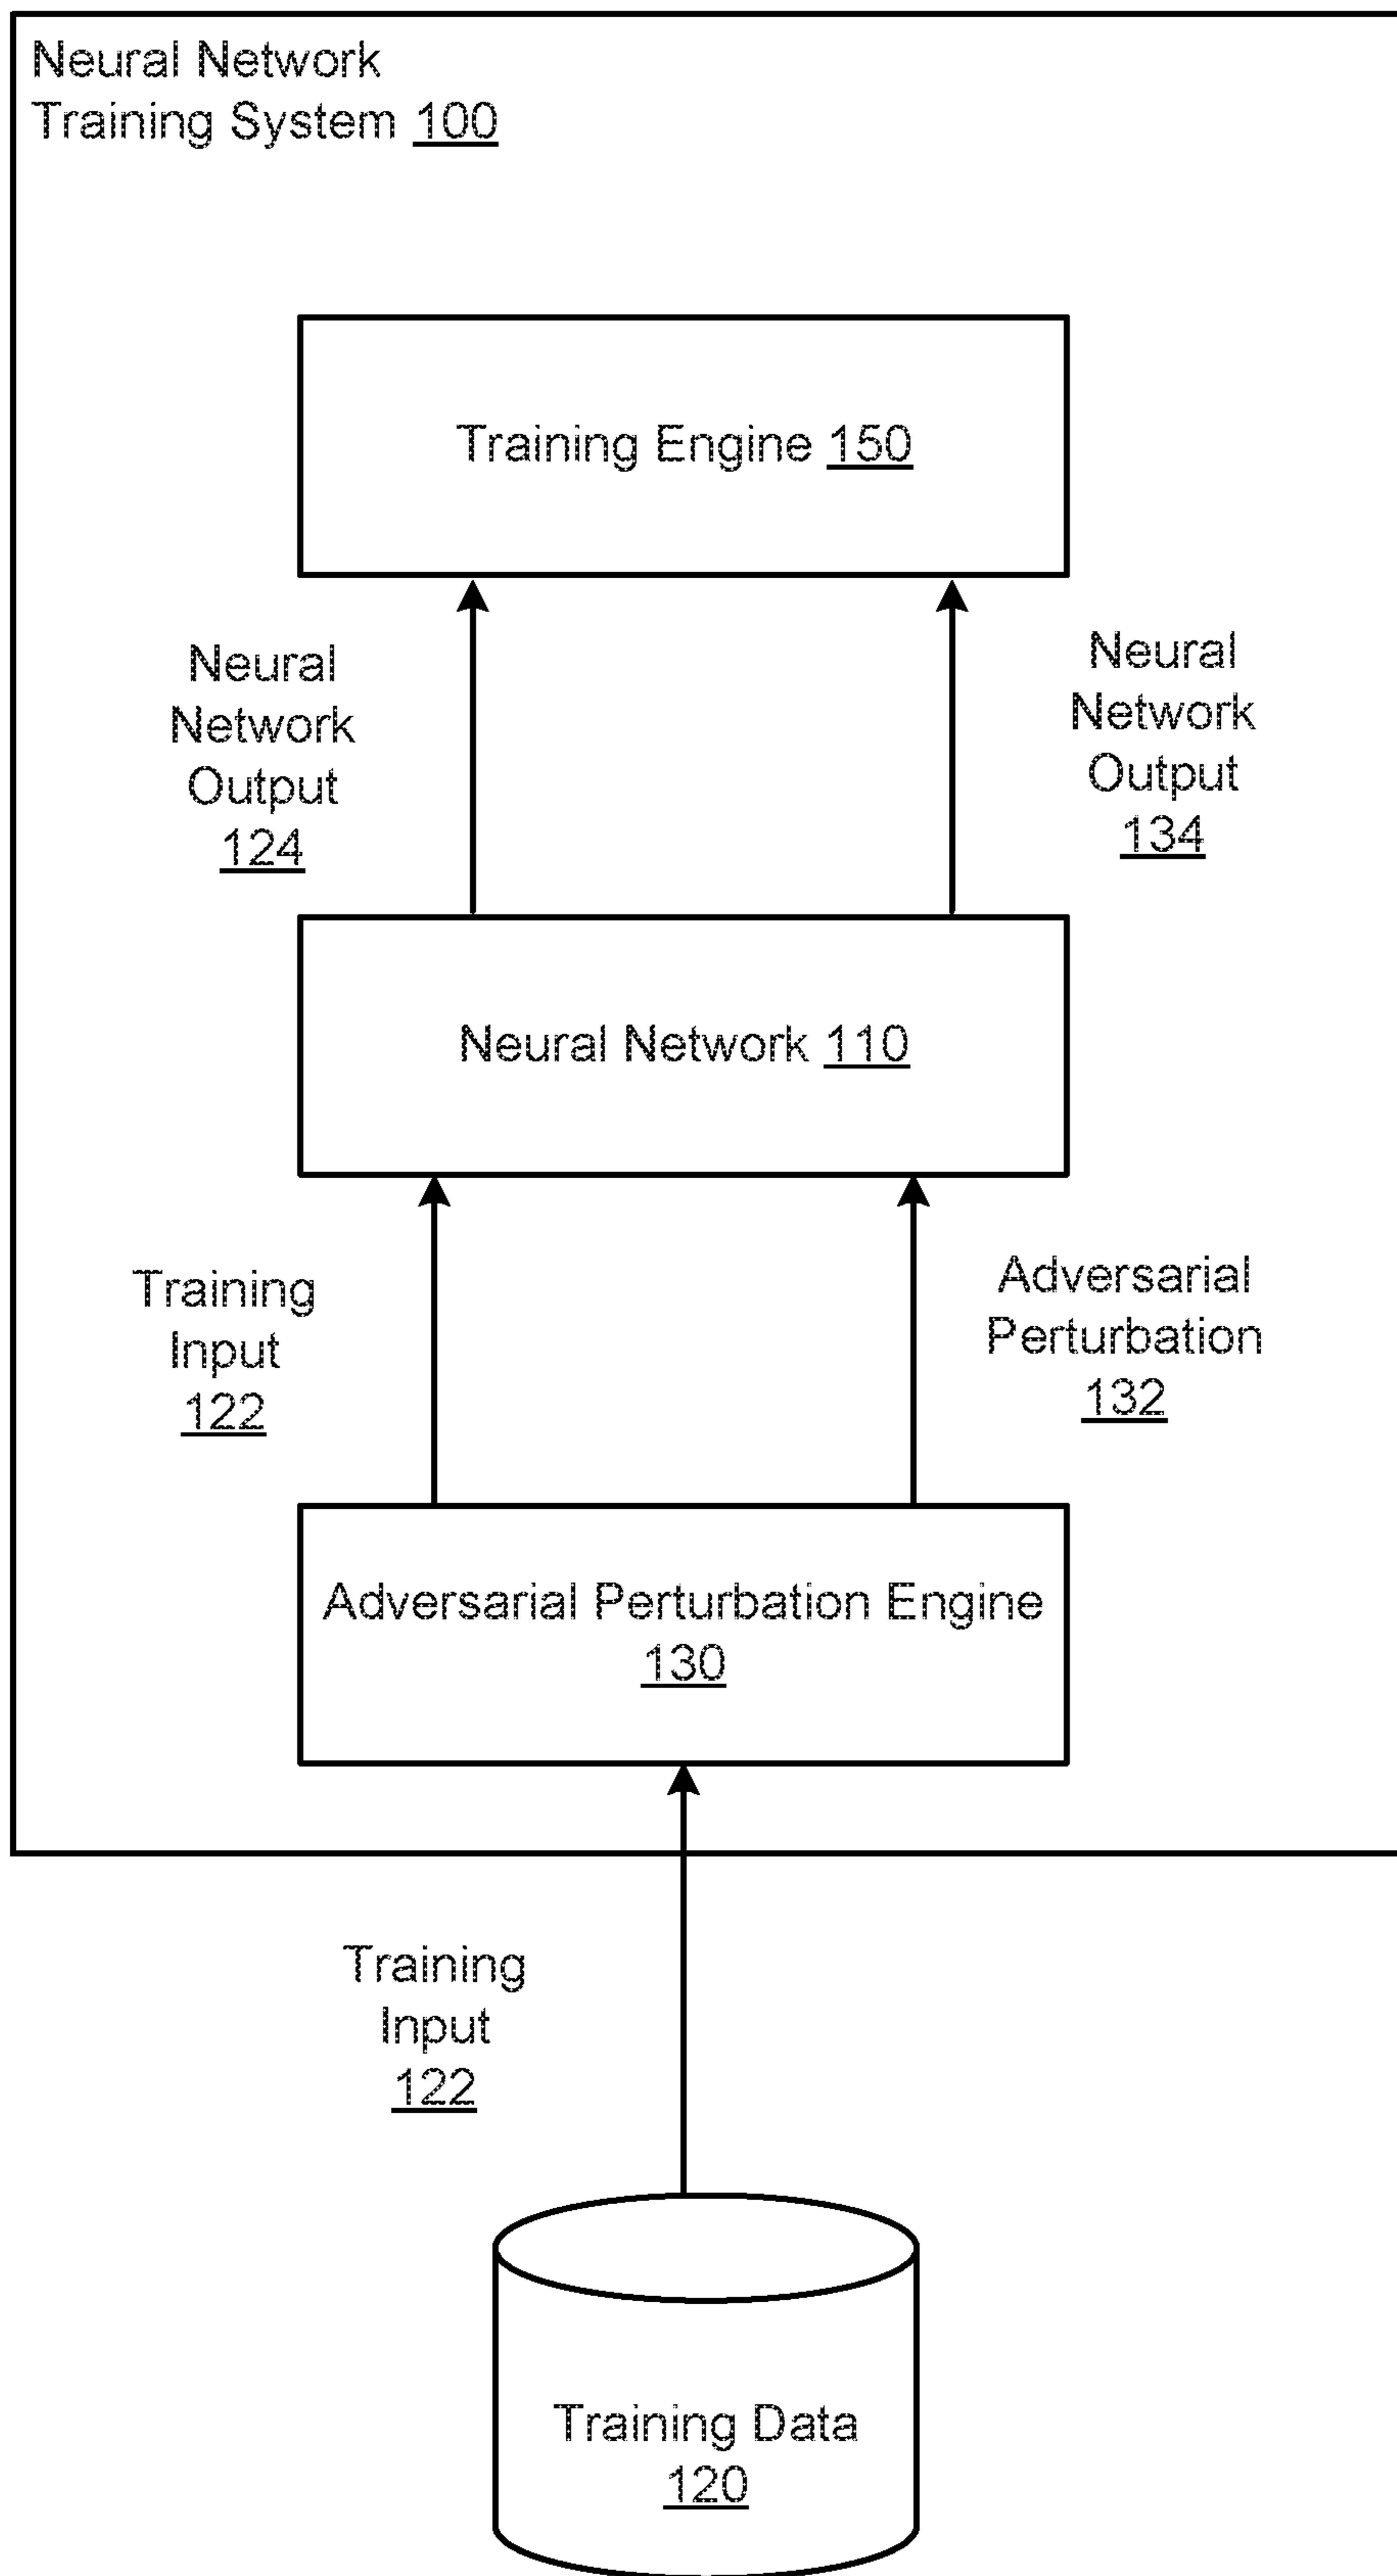 Neural Network
Training System 100
Training Engine 150
Neural
Network
Output
124
Neural
Network
Output
134
Neural Network 110
Training
Input
122
Adversarial
Perturbation
132
Adversarial Perturbation Engine
130
Training
Input
122
Training Data
120